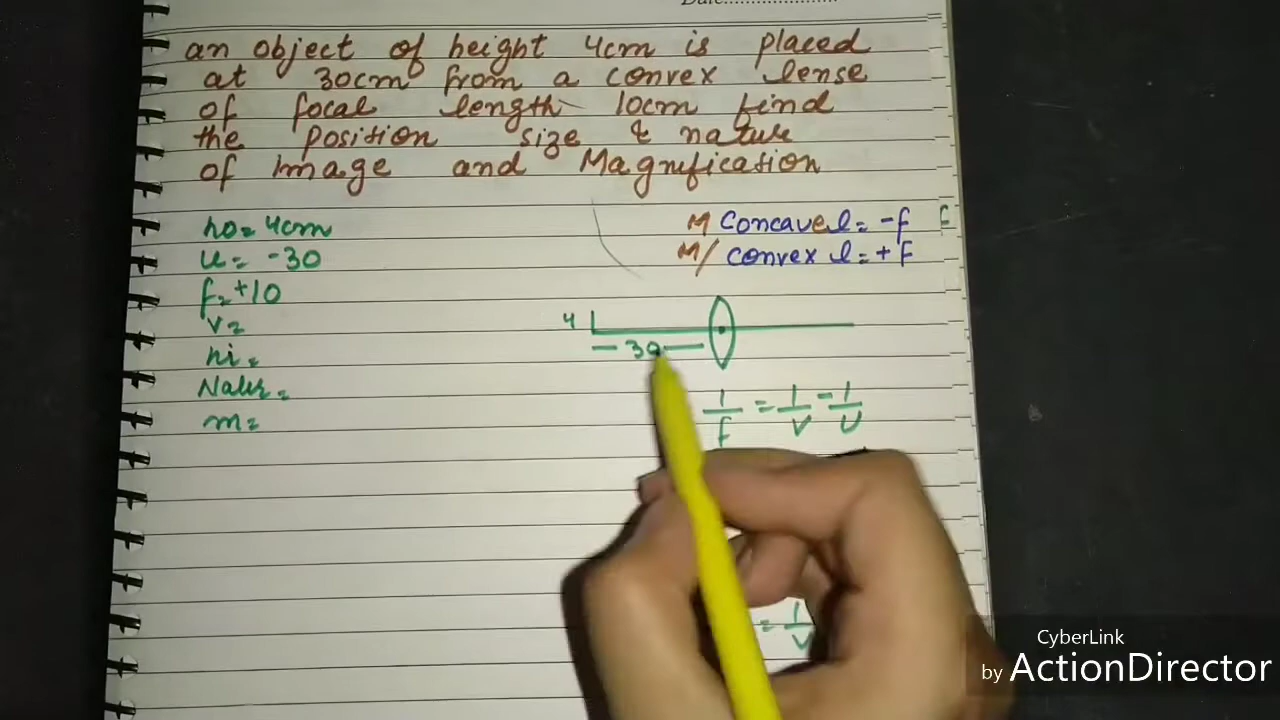 Date
an object of height 4cm is placed
at 30cm from a convex lense
of focal length 10cm find
the position size & nature
of image and Magnification
ho= 4cm
u= -30
f= +10
v=
hi=
m=
M Concave l= -f f
M/ convex l= + f
4
30
1/f = 1/v - 1/u
= 1/v
CyberLink
by ActionDirector